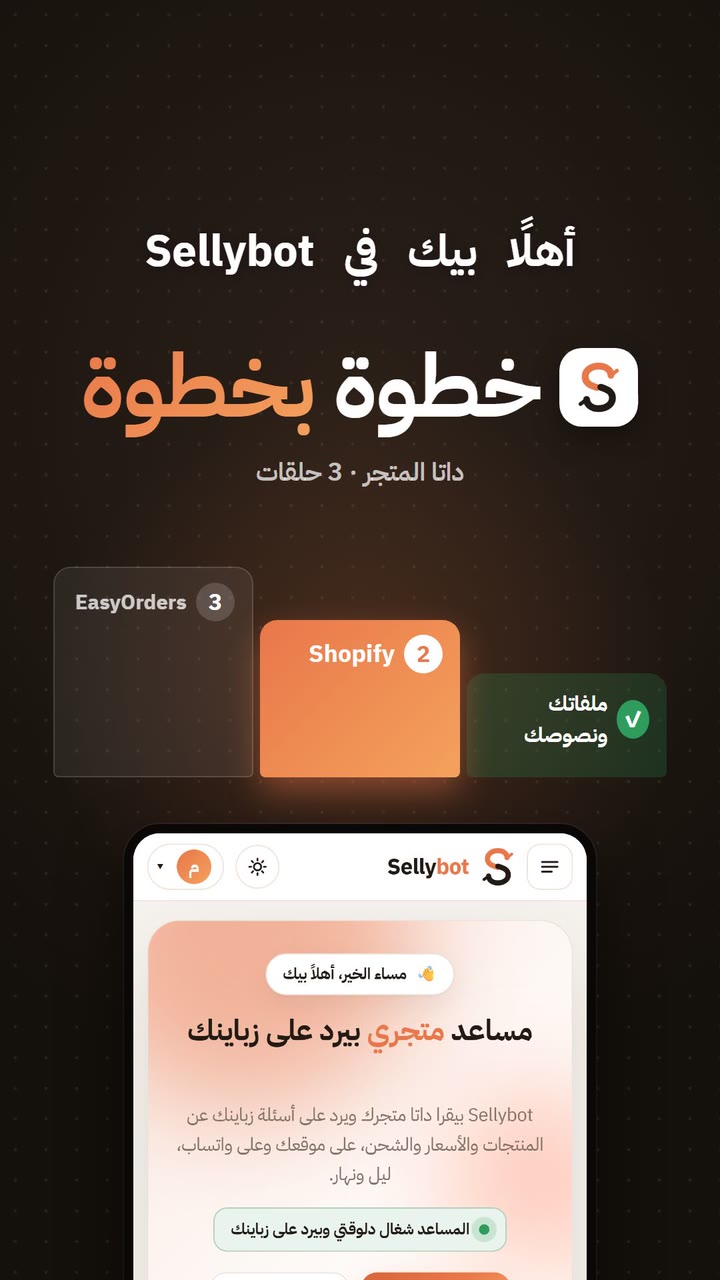 أهلًا بيك في Sellybot
خطوة بخطوة
داتا المتجر · 3 حلقات
ملفاتك
ونصوصك
2 Shopify
3 EasyOrders
Sellybot
م
مساء الخير، أهلاً بيك
مساعد متجري بيرد على زباينك
Sellybot بيقرا داتا متجرك ويرد على أسئلة زباينك عن
المنتجات والأسعار والشحن، على موقعك وعلى واتساب،
ليل ونهار.
المساعد شغال دلوقتي وبيرد على زباينك